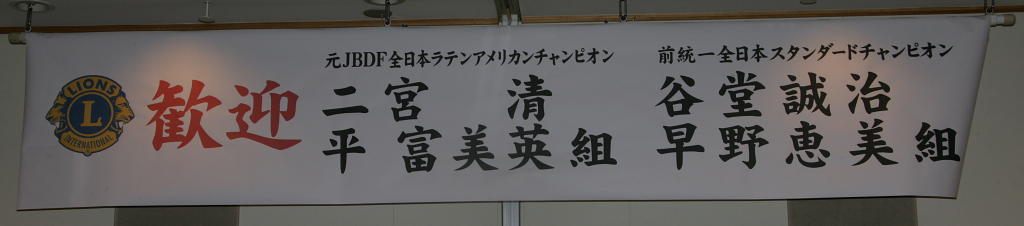 LIONS
L
INTERNATIONAL
歓迎
元JBDF全日本ラテンアメリカンチャンピオン
二宮 清
平 富美英組
前統一全日本スタンダードチャンピオン
谷堂誠治
早野恵美組